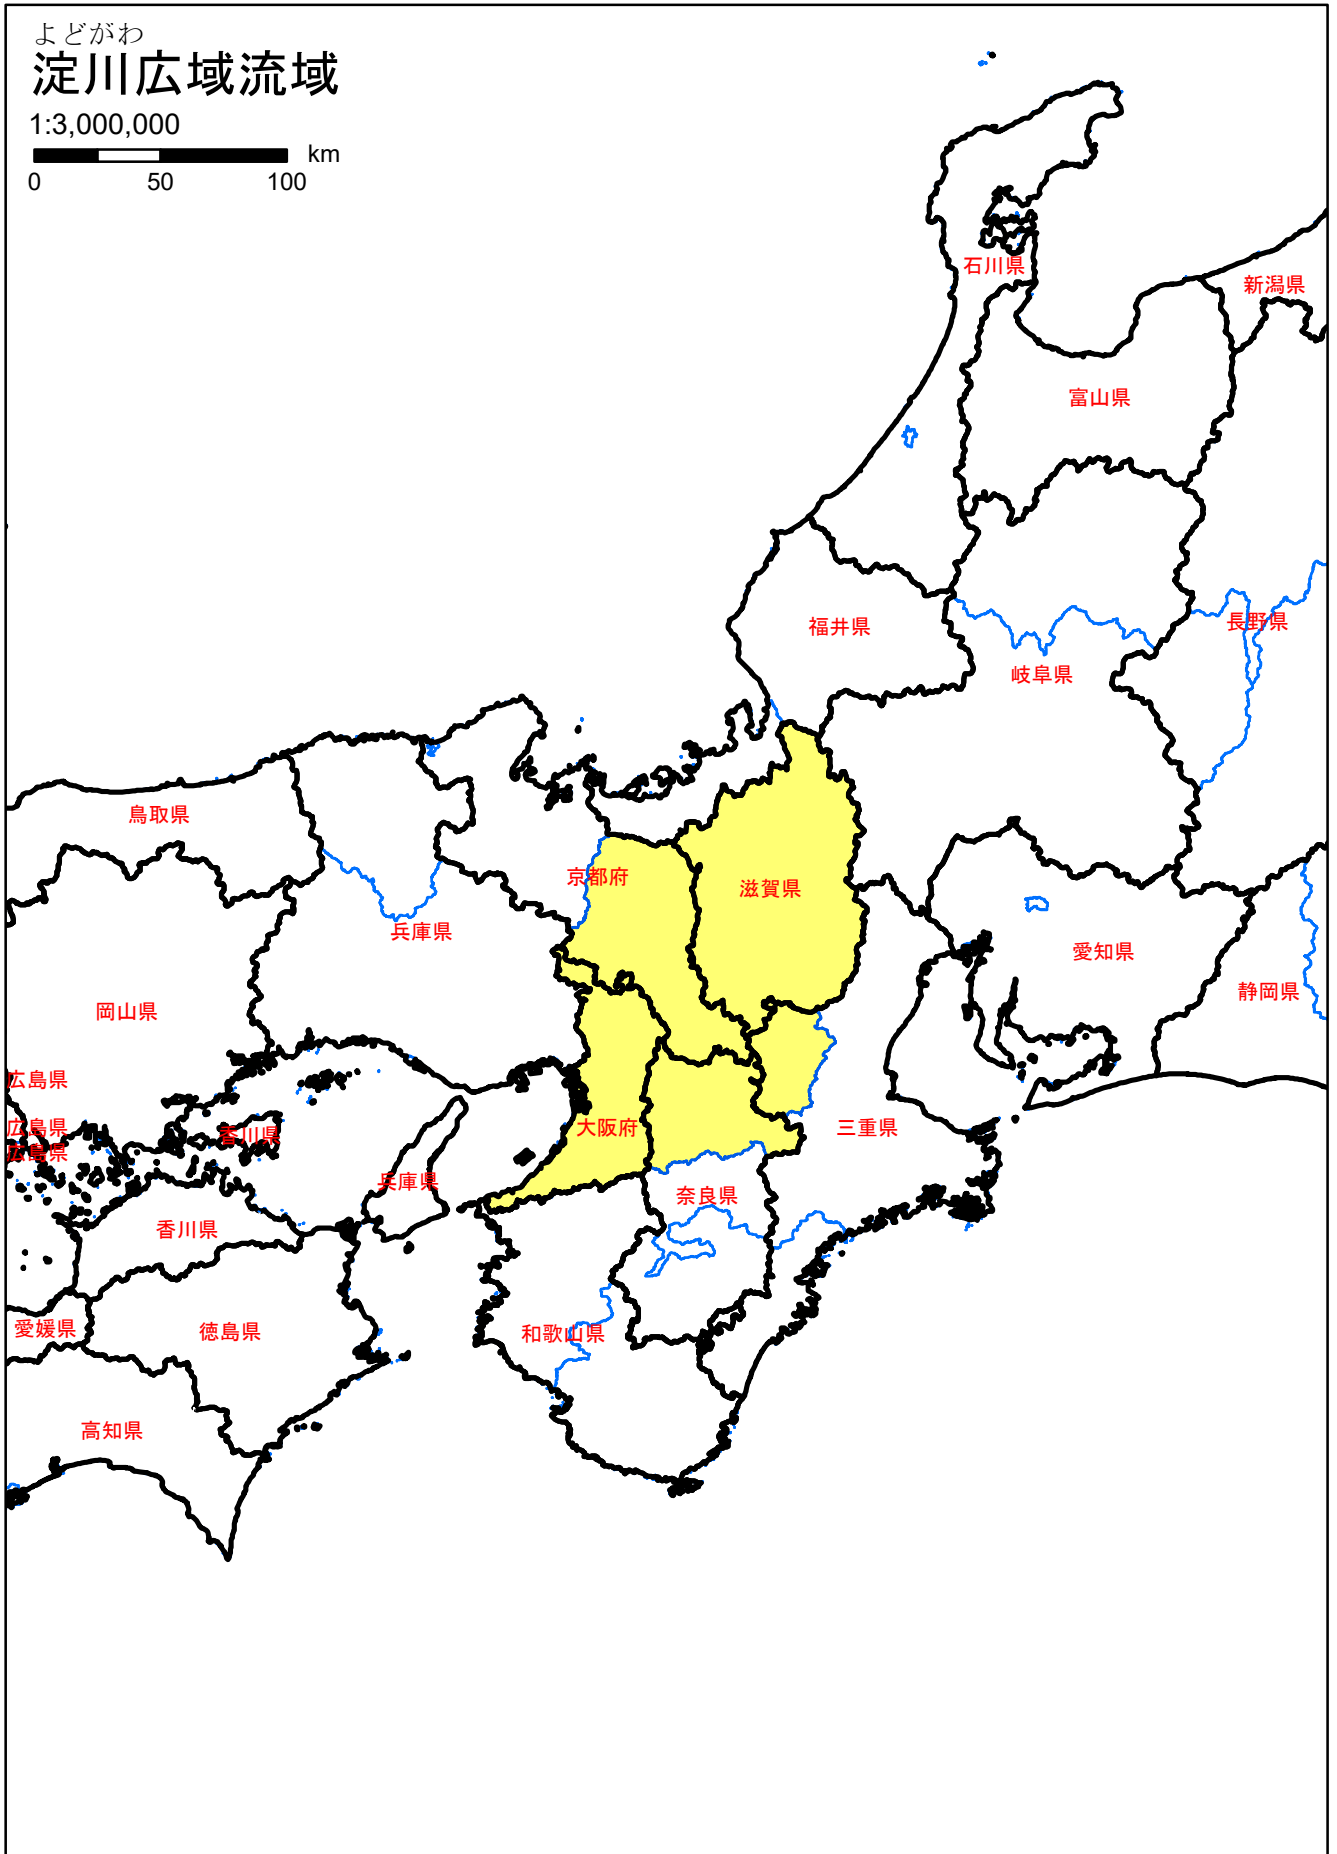 よどがわ
淀川広域流域
1:3,000,000
km
0 50 100
石川県
新潟県
富山県
長野県
福井県
岐阜県
鳥取県
京都府
滋賀県
兵庫県
愛知県
静岡県
岡山県
広島県
広島県
広島県
香川県
大阪府
三重県
兵庫県
奈良県
香川県
愛媛県
徳島県
和歌山県
高知県